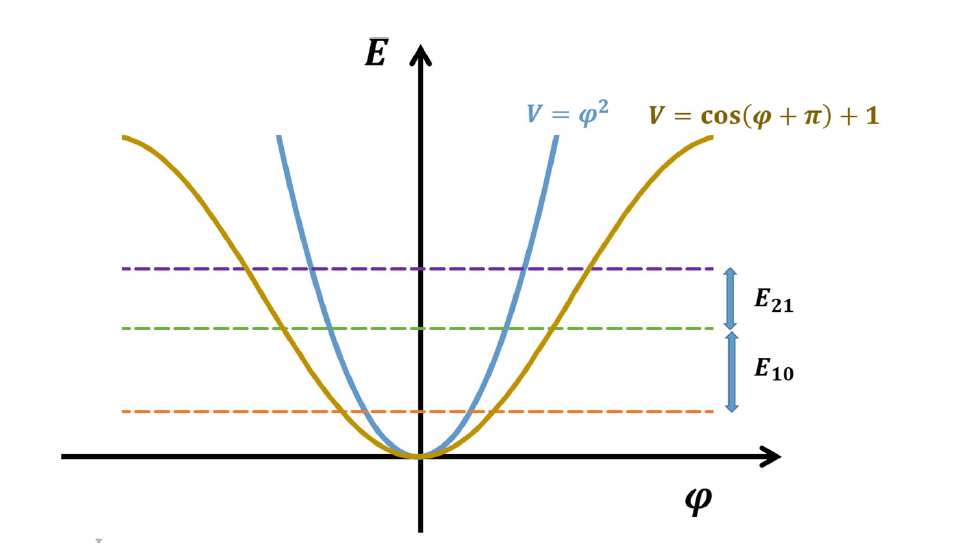 E
V = φ²
V = cos(φ + π) + 1
E₂₁
E₁₀
φ